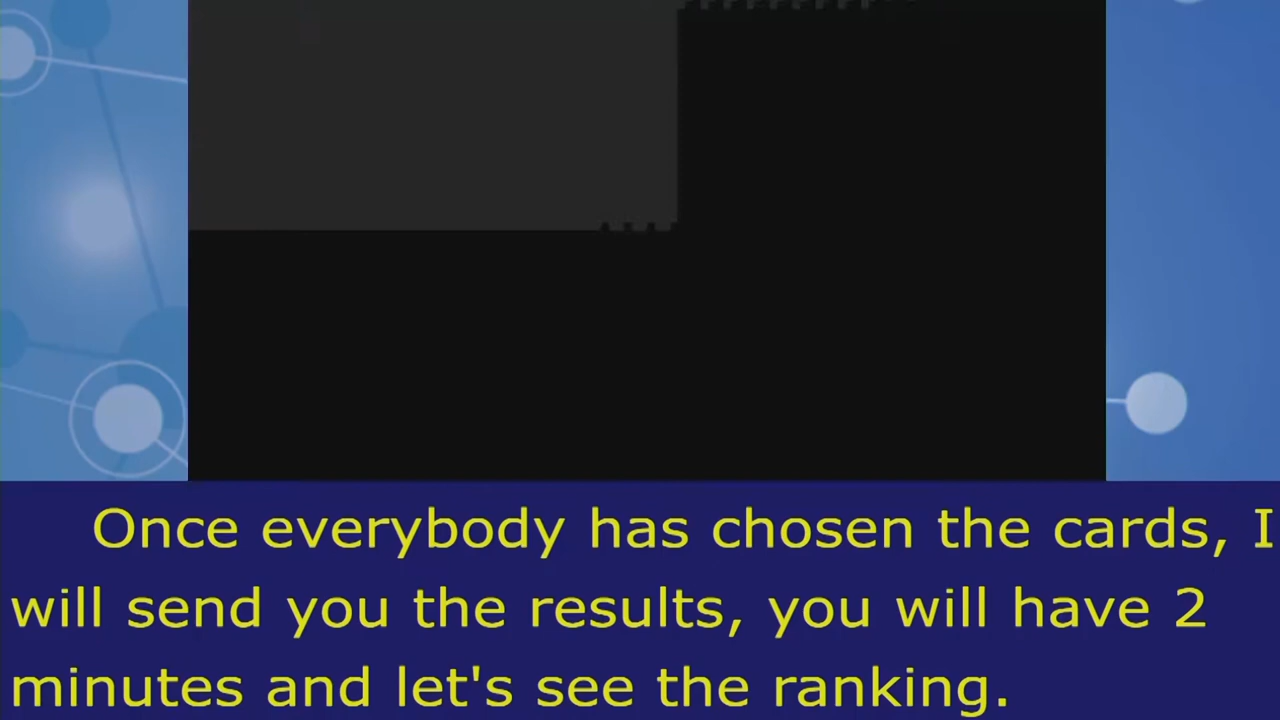 Once everybody has chosen the cards, I
will send you the results, you will have 2
minutes and let's see the ranking.